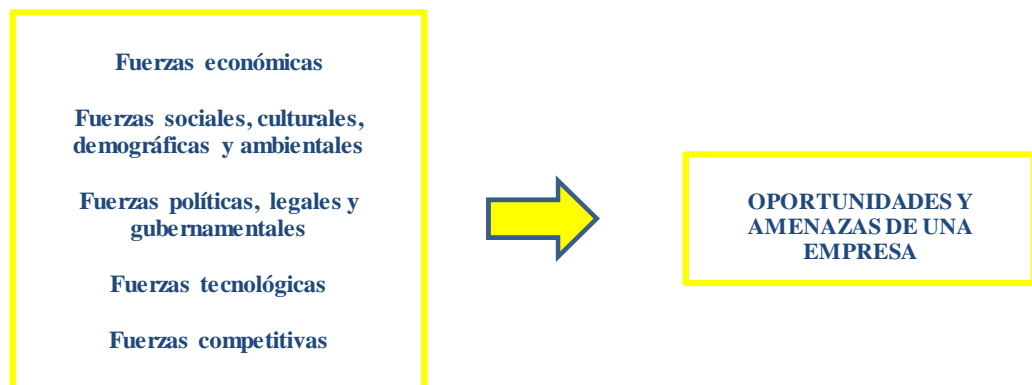 Fuerzas económicas
Fuerzas sociales, culturales,
demográficas y ambientales
Fuerzas políticas, legales y
gubernamentales
Fuerzas tecnológicas
Fuerzas competitivas
OPORTUNIDADES Y
AMENAZAS DE UNA
EMPRESA